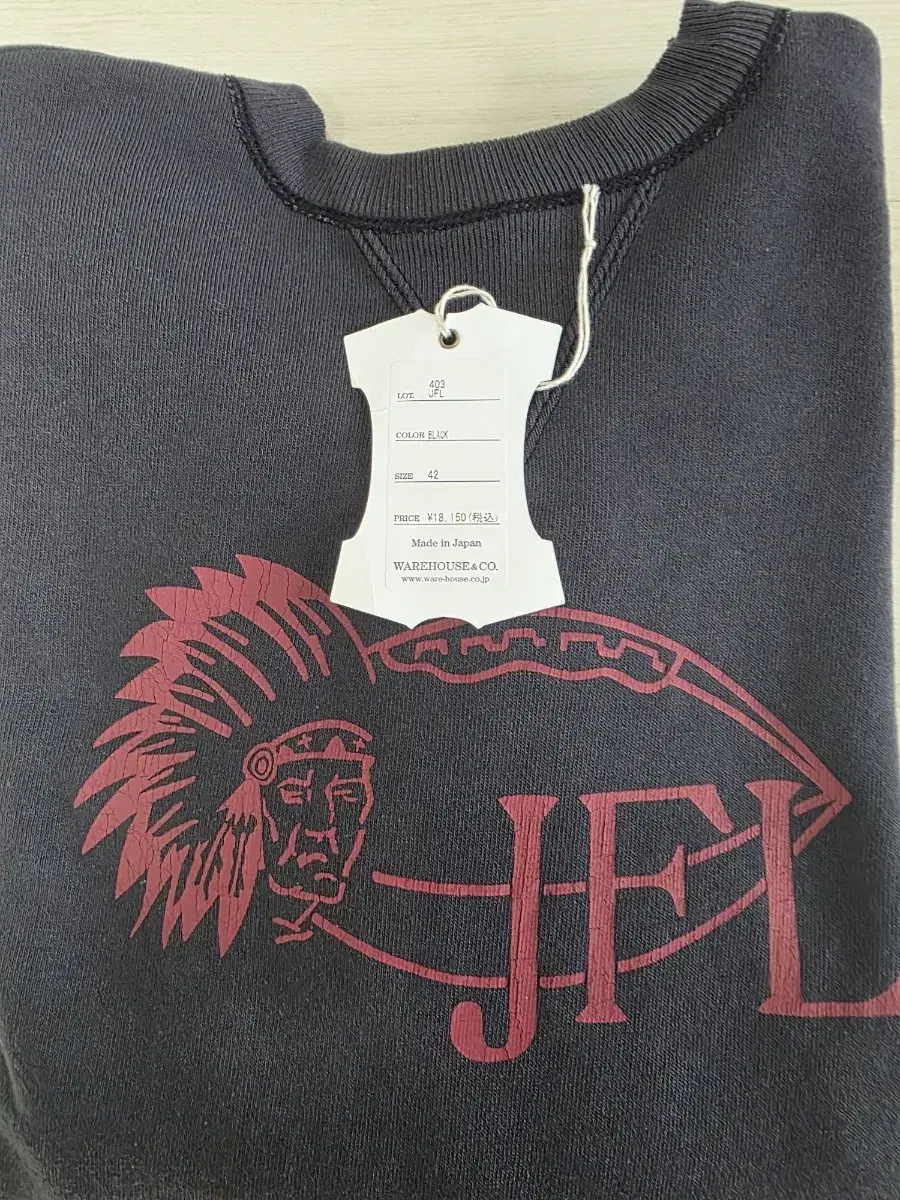 403
LOT. JFL
COLOR BLACK
SIZE 42
PRICE ¥18,150(税込)
Made in Japan
WAREHOUSE&CO.
www.ware-house.co.jp
JFL